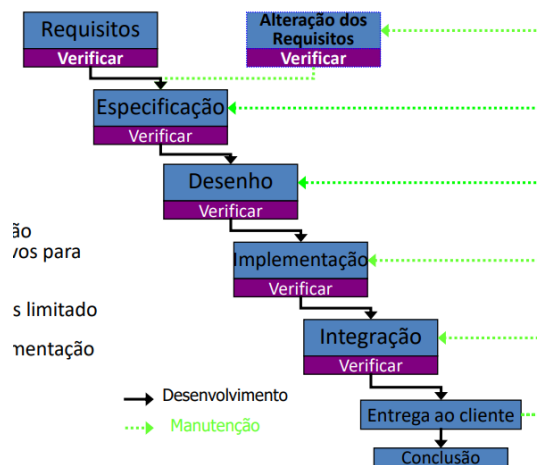 Requisitos
Verificar
Alteração dos
Requisitos
Verificar
Especificação
Verificar
Desenho
Verificar
ão
vos para
Implementação
Verificar
s limitado
Integração
Verificar
mentação
Desenvolvimento
Entrega ao cliente
Manutenção
Conclusão